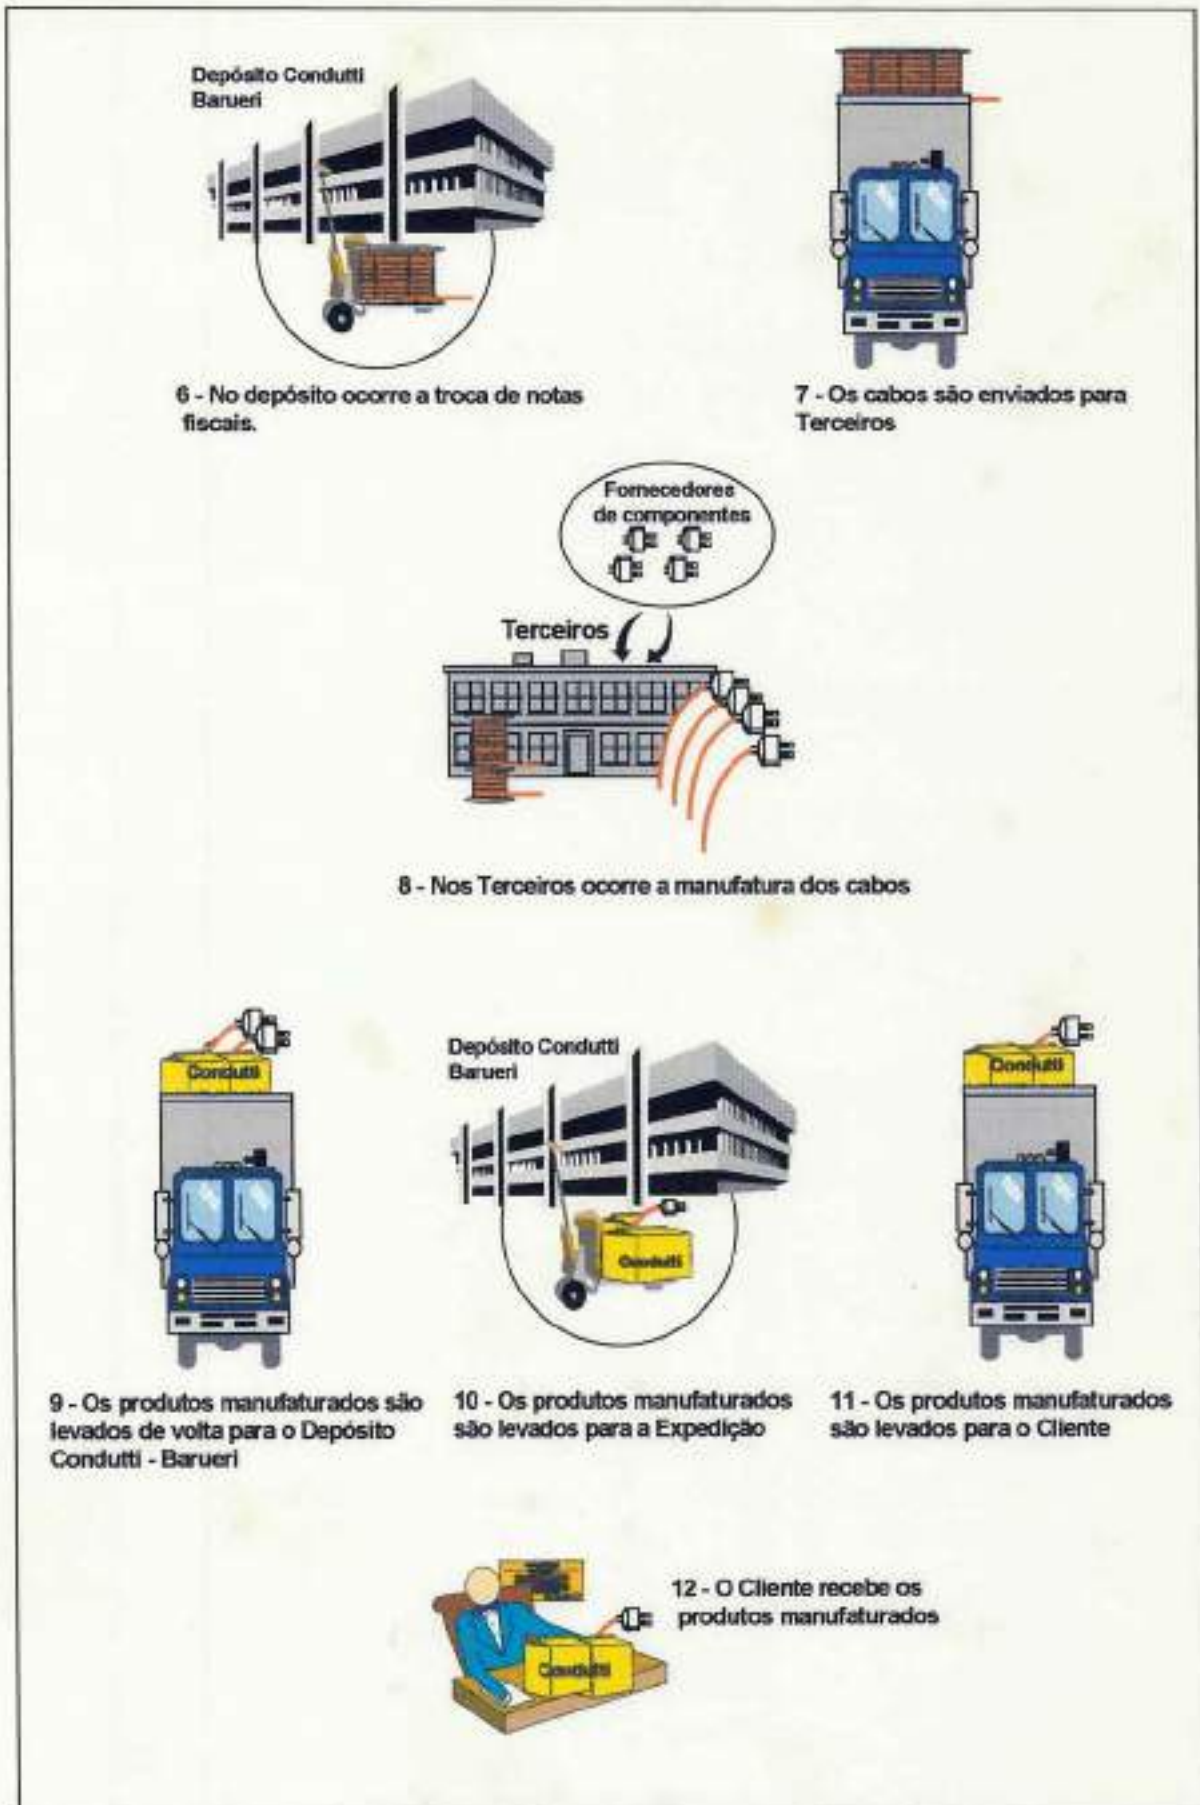 Depósito Condutti
Barueri
6 - No depósito ocorre a troca de notas
fiscais.
7 - Os cabos são enviados para
Terceiros
Fornecedores
de componentes
Terceiros
8 - Nos Terceiros ocorre a manufatura dos cabos
Condutti
Depósito Condutti
Barueri
Condutti
Condutti
9 - Os produtos manufaturados são
levados de volta para o Depósito
Condutti - Barueri
10 - Os produtos manufaturados
são levados para a Expedição
11 - Os produtos manufaturados
são levados para o Cliente
12 - O Cliente recebe os
produtos manufaturados
Condutti